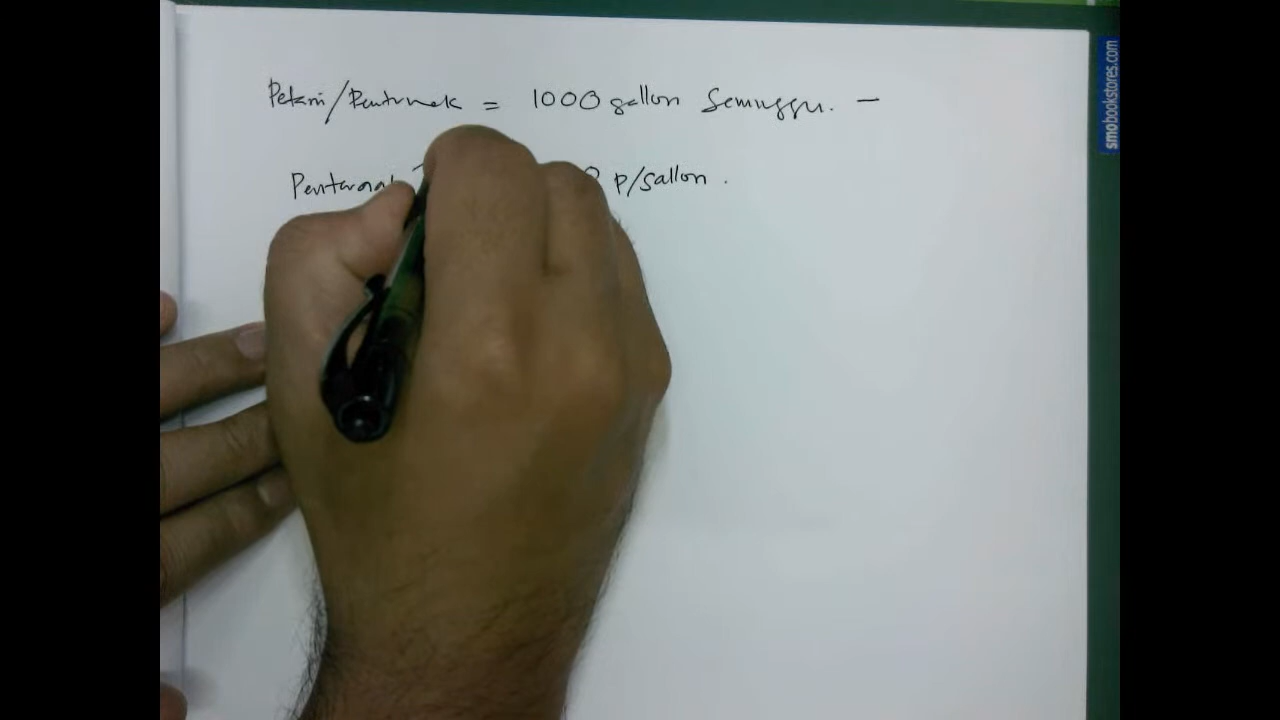 Petani/Penternak = 1000 gallon Seminggu. —
Penternak P/gallon.
smobookstores.com